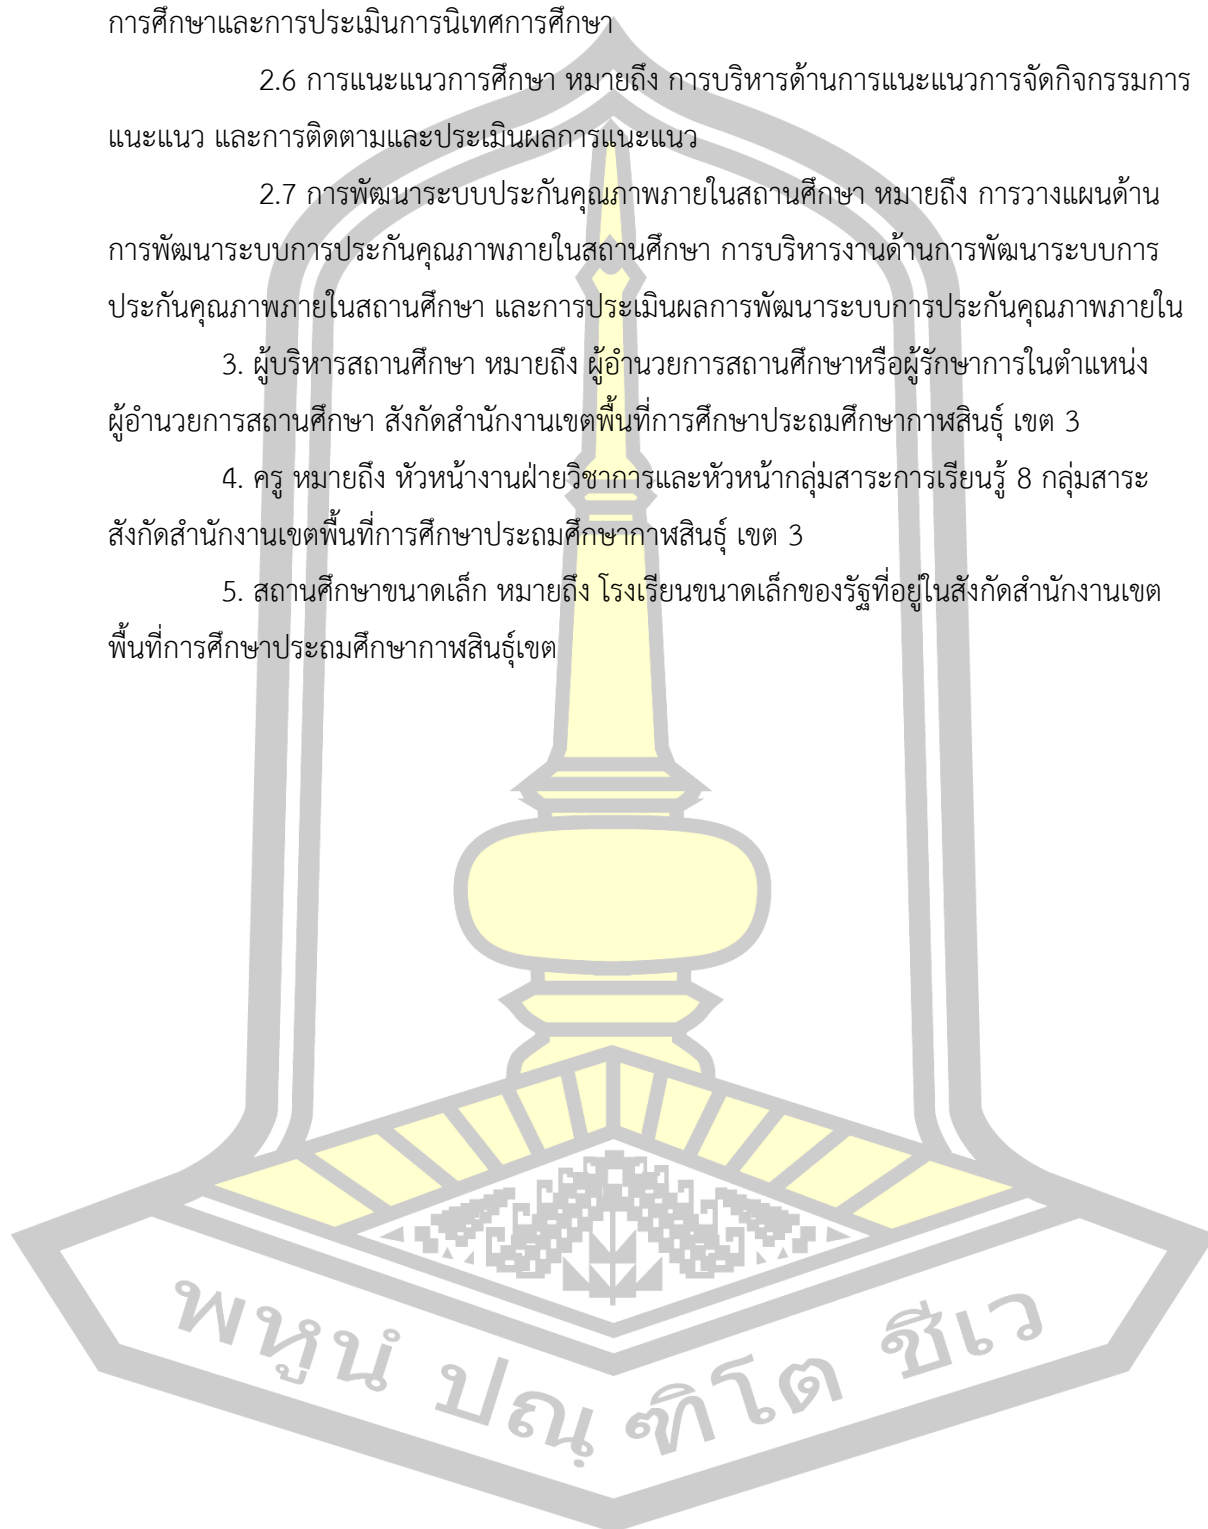 การศึกษาและการประเมินการนิเทศการศึกษา
2.6 การแนะแนวการศึกษา หมายถึง การบริหารด้านการแนะแนวการจัดกิจกรรมการ
แนะแนว และการติดตามและประเมินผลการแนะแนว
2.7 การพัฒนาระบบประกันคุณภาพภายในสถานศึกษา หมายถึง การวางแผนด้าน
การพัฒนาระบบการประกันคุณภาพภายในสถานศึกษา การบริหารงานด้านการพัฒนาระบบการ
ประกันคุณภาพภายในสถานศึกษา และการประเมินผลการพัฒนาระบบการประกันคุณภาพภายใน
3. ผู้บริหารสถานศึกษา หมายถึง ผู้อำนวยการสถานศึกษาหรือผู้รักษาการในตำแหน่ง
ผู้อำนวยการสถานศึกษา สังกัดสำนักงานเขตพื้นที่การศึกษาประถมศึกษากาฬสินธุ์ เขต 3
4. ครู หมายถึง หัวหน้างานฝ่ายวิชาการและหัวหน้ากลุ่มสาระการเรียนรู้ 8 กลุ่มสาระ
สังกัดสำนักงานเขตพื้นที่การศึกษาประถมศึกษากาฬสินธุ์ เขต 3
5. สถานศึกษาขนาดเล็ก หมายถึง โรงเรียนขนาดเล็กของรัฐที่อยู่ในสังกัดสำนักงานเขต
พื้นที่การศึกษาประถมศึกษากาฬสินธุ์เขต
พหูนํ ปณฺฑิโต ชีเว